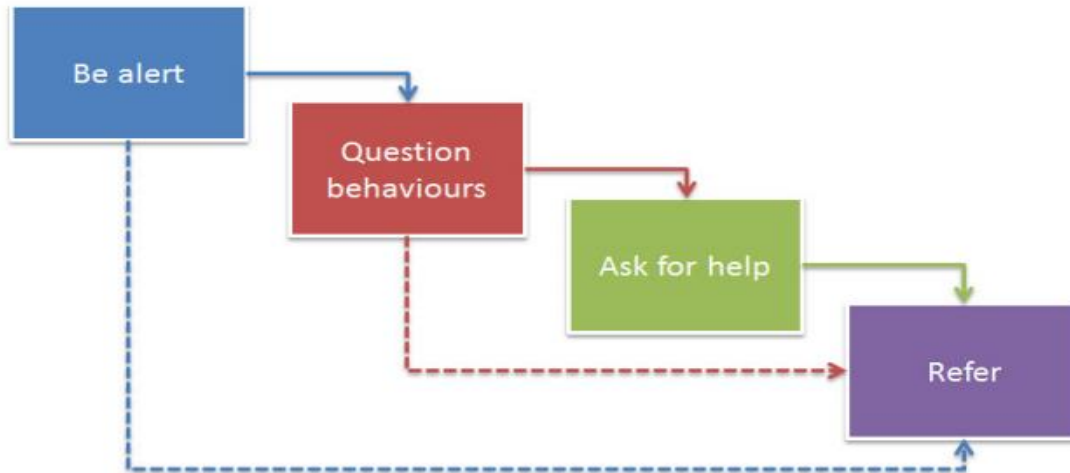 Be alert
Question
behaviours
Ask for help
Refer